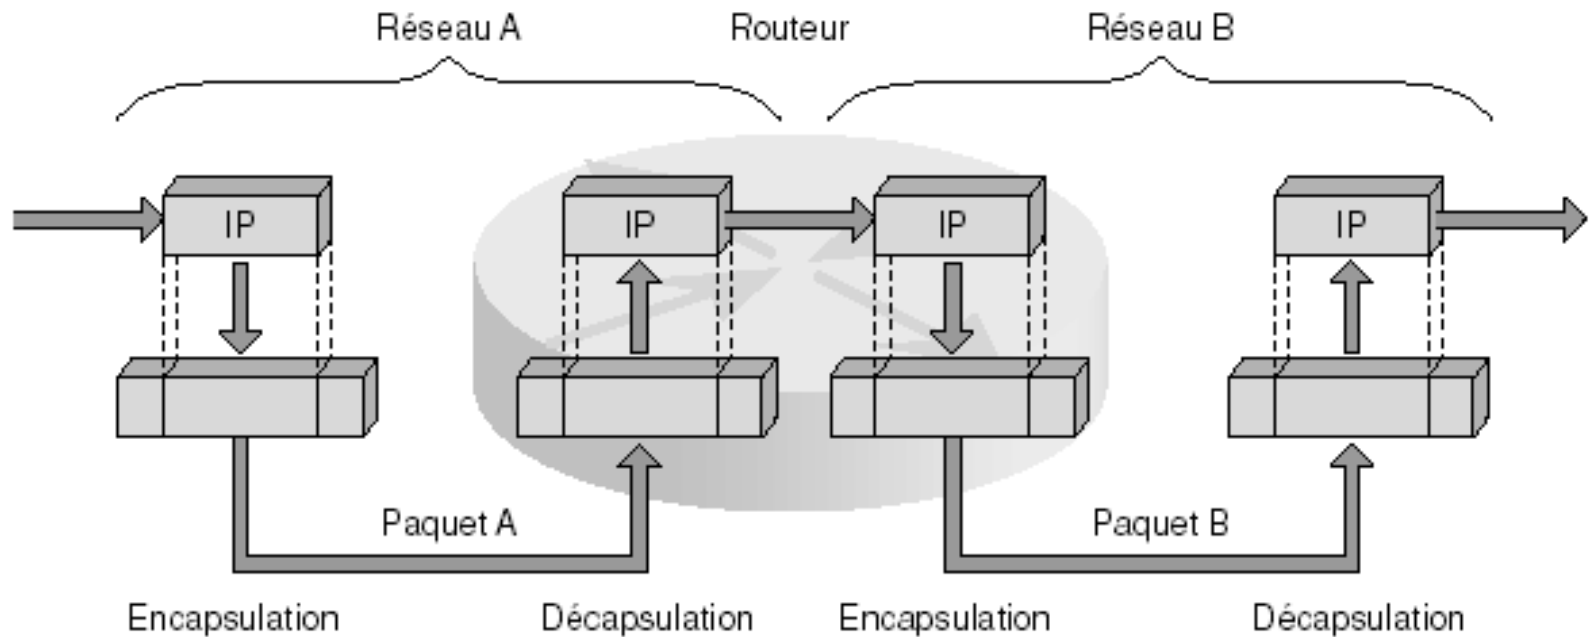 Réseau A
Routeur
Réseau B
IP
IP
IP
IP
Paquet A
Paquet B
Encapsulation
Décapsulation
Encapsulation
Décapsulation